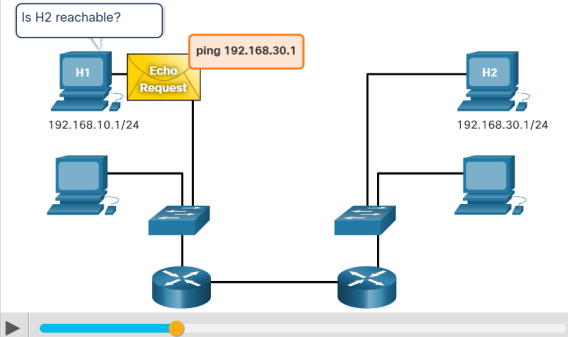 Is H2 reachable?
ping 192.168.30.1
H1
Echo
Request
H2
192.168.10.1/24
192.168.30.1/24